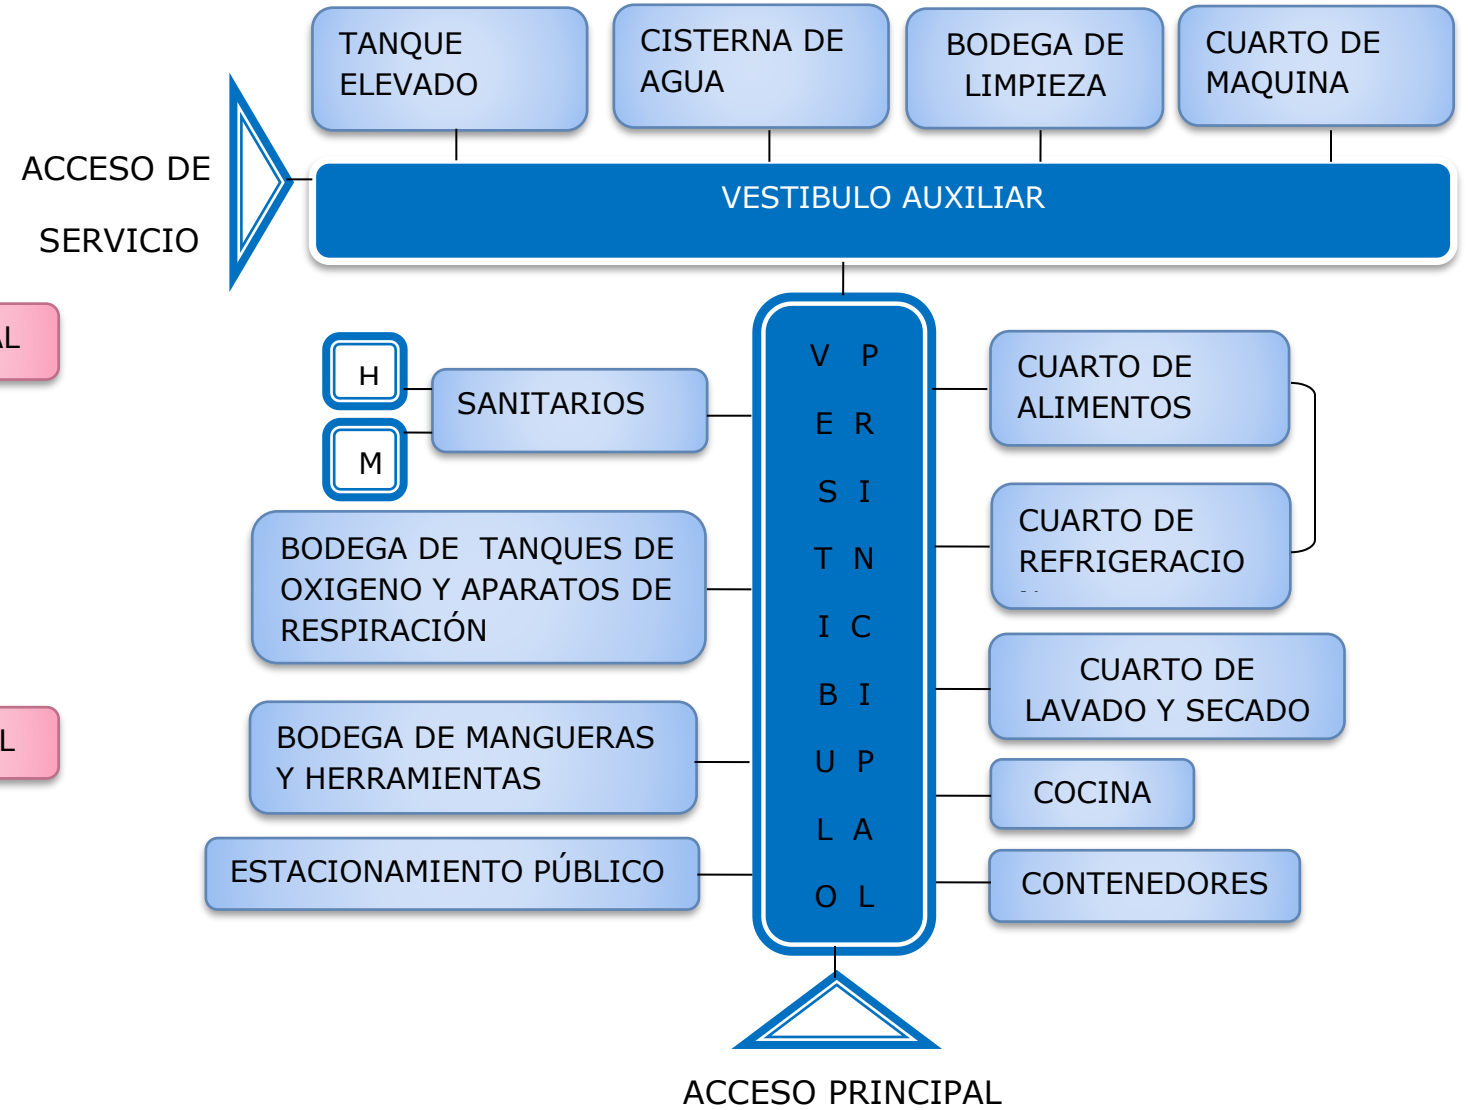 TANQUE
ELEVADO
CISTERNA DE
AGUA
BODEGA DE
LIMPIEZA
CUARTO DE
MAQUINA
ACCESO DE
SERVICIO
VESTIBULO AUXILIAR
AL
L
H
M
SANITARIOS
BODEGA DE TANQUES DE
OXIGENO Y APARATOS DE
RESPIRACIÓN
BODEGA DE MANGUERAS
Y HERRAMIENTAS
ESTACIONAMIENTO PÚBLICO
V P
E R
S I
T N
I C
B I
U P
L A
O L
CUARTO DE
ALIMENTOS
CUARTO DE
REFRIGERACIO
CUARTO DE
LAVADO Y SECADO
COCINA
CONTENEDORES
ACCESO PRINCIPAL